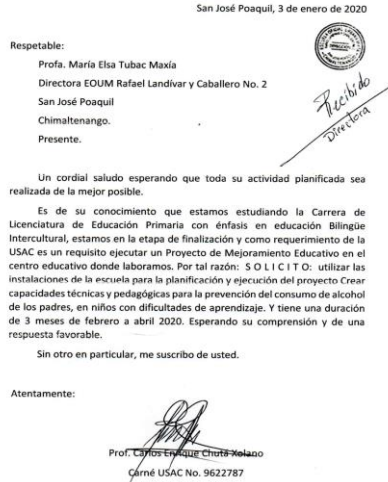 San José Poaquil, 3 de enero de 2020
Respetable:
Profa. María Elsa Tubac Maxía
Directora EOUM Rafael Landívar y Caballero No. 2
San José Poaquil
Chimaltenango.
Presente.
Recibido
Directora
Un cordial saludo esperando que toda su actividad planificada sea
realizada de la mejor posible.
Es de su conocimiento que estamos estudiando la Carrera de
Licenciatura de Educación Primaria con énfasis en educación Bilingüe
Intercultural, estamos en la etapa de finalización y como requerimiento de la
USAC es un requisito ejecutar un Proyecto de Mejoramiento Educativo en el
centro educativo donde laboramos. Por tal razón: S O L I C I T O: utilizar las
instalaciones de la escuela para la planificación y ejecución del proyecto Crear
capacidades técnicas y pedagógicas para la prevención del consumo de alcohol
de los padres, en niños con dificultades de aprendizaje. Y tiene una duración
de 3 meses de febrero a abril 2020. Esperando su comprensión y de una
respuesta favorable.
Sin otro en particular, me suscribo de usted.
Atentamente:
Prof. Carlos Enrique Chutá Xolano
Carné USAC No. 9622787